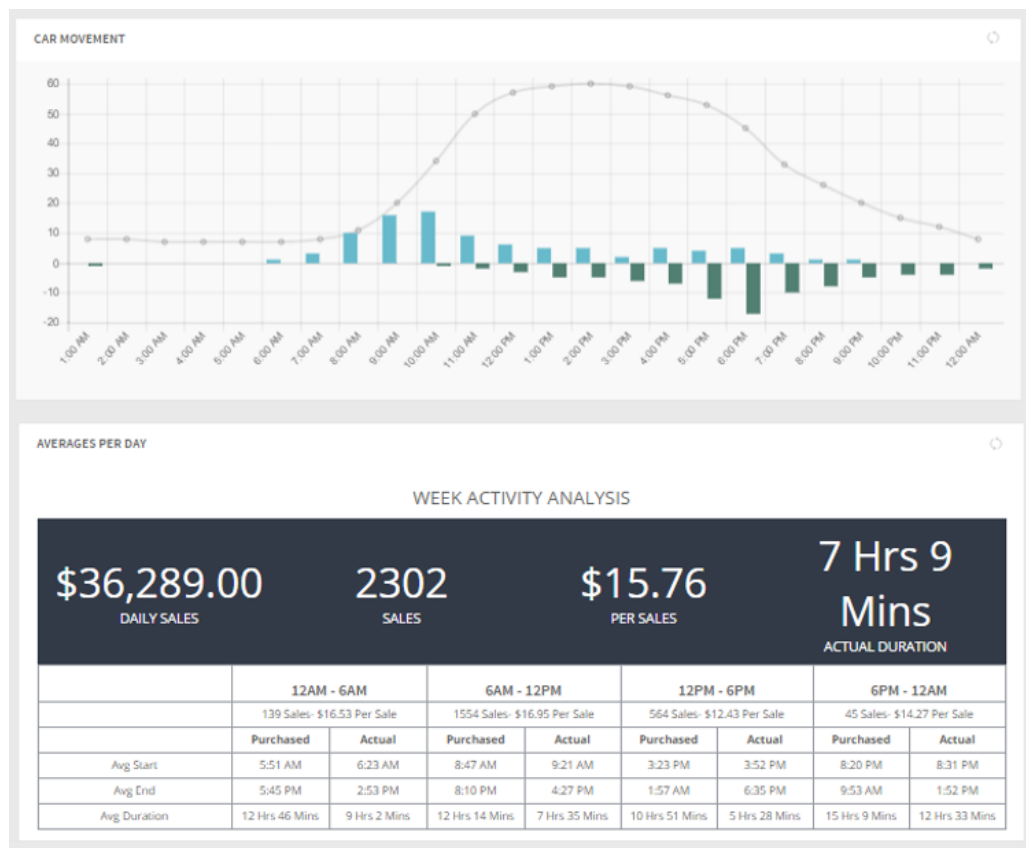 CAR MOVEMENT
60
50
40
30
20
10
0
-10
-20
1:00 AM 2:00 AM 3:00 AM 4:00 AM 5:00 AM 6:00 AM 7:00 AM 8:00 AM 9:00 AM 10:00 AM 11:00 AM 12:00 PM 1:00 PM 2:00 PM 3:00 PM 4:00 PM 5:00 PM 6:00 PM 7:00 PM 8:00 PM 9:00 PM 10:00 PM 11:00 PM 12:00 AM
AVERAGES PER DAY
WEEK ACTIVITY ANALYSIS
$36,289.00 2302 $15.76 7 Hrs 9 Mins
DAILY SALES SALES PER SALES ACTUAL DURATION
12AM - 6AM 6AM - 12PM 12PM - 6PM 6PM - 12AM
139 Sales- $16.53 Per Sale 1554 Sales- $16.95 Per Sale 564 Sales- $12.43 Per Sale 45 Sales- $14.27 Per Sale
Purchased Actual Purchased Actual Purchased Actual Purchased Actual
Avg Start 5:51 AM 6:23 AM 8:47 AM 9:21 AM 3:23 PM 3:52 PM 8:20 PM 8:31 PM
Avg End 5:45 PM 2:53 PM 8:10 PM 4:27 PM 1:57 AM 6:35 PM 9:53 AM 1:52 PM
Avg Duration 12 Hrs 46 Mins 9 Hrs 2 Mins 12 Hrs 14 Mins 7 Hrs 35 Mins 10 Hrs 51 Mins 5 Hrs 28 Mins 15 Hrs 9 Mins 12 Hrs 33 Mins